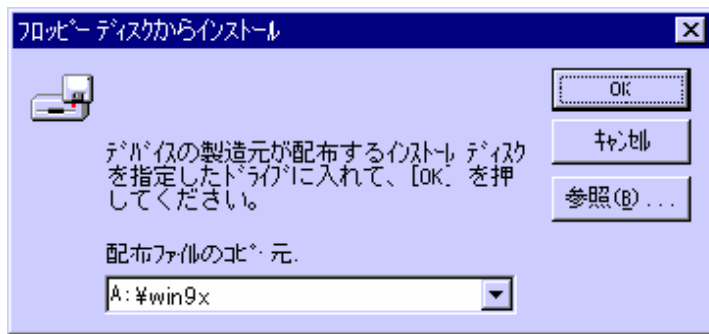 フロッピー ディスクからインストール
OK
デバイスの製造元が配布するインストール ディスク
を指定したドライブに入れて、[OK] を押
してください。
キャンセル
参照(B)...
配布ファイルのコピー元:
A:¥win9x